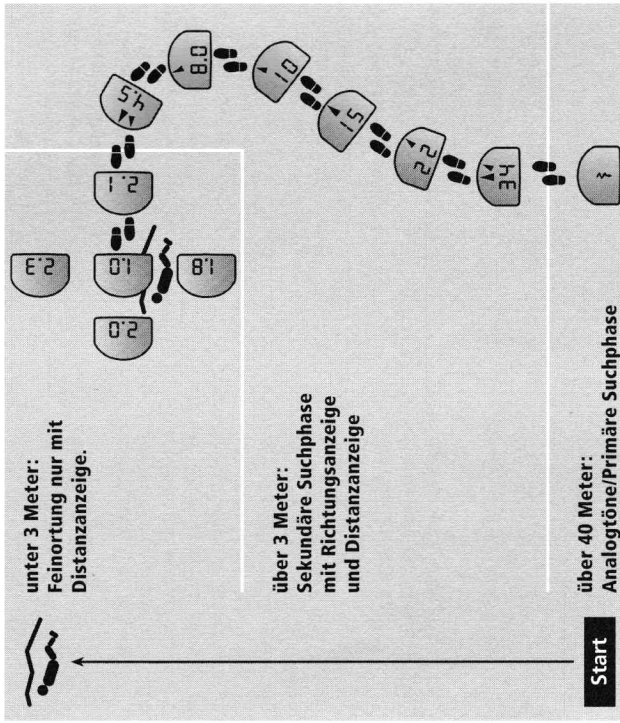 unter 3 Meter:
Feinortung nur mit
Distanzanzeige.
2.3
2.0
1.0
1.8
2.1
4.5
8.0
über 3 Meter:
Sekundäre Suchphase
mit Richtungsanzeige
und Distanzanzeige
10
15
22
34
Start
über 40 Meter:
Analogtöne/Primäre Suchphase